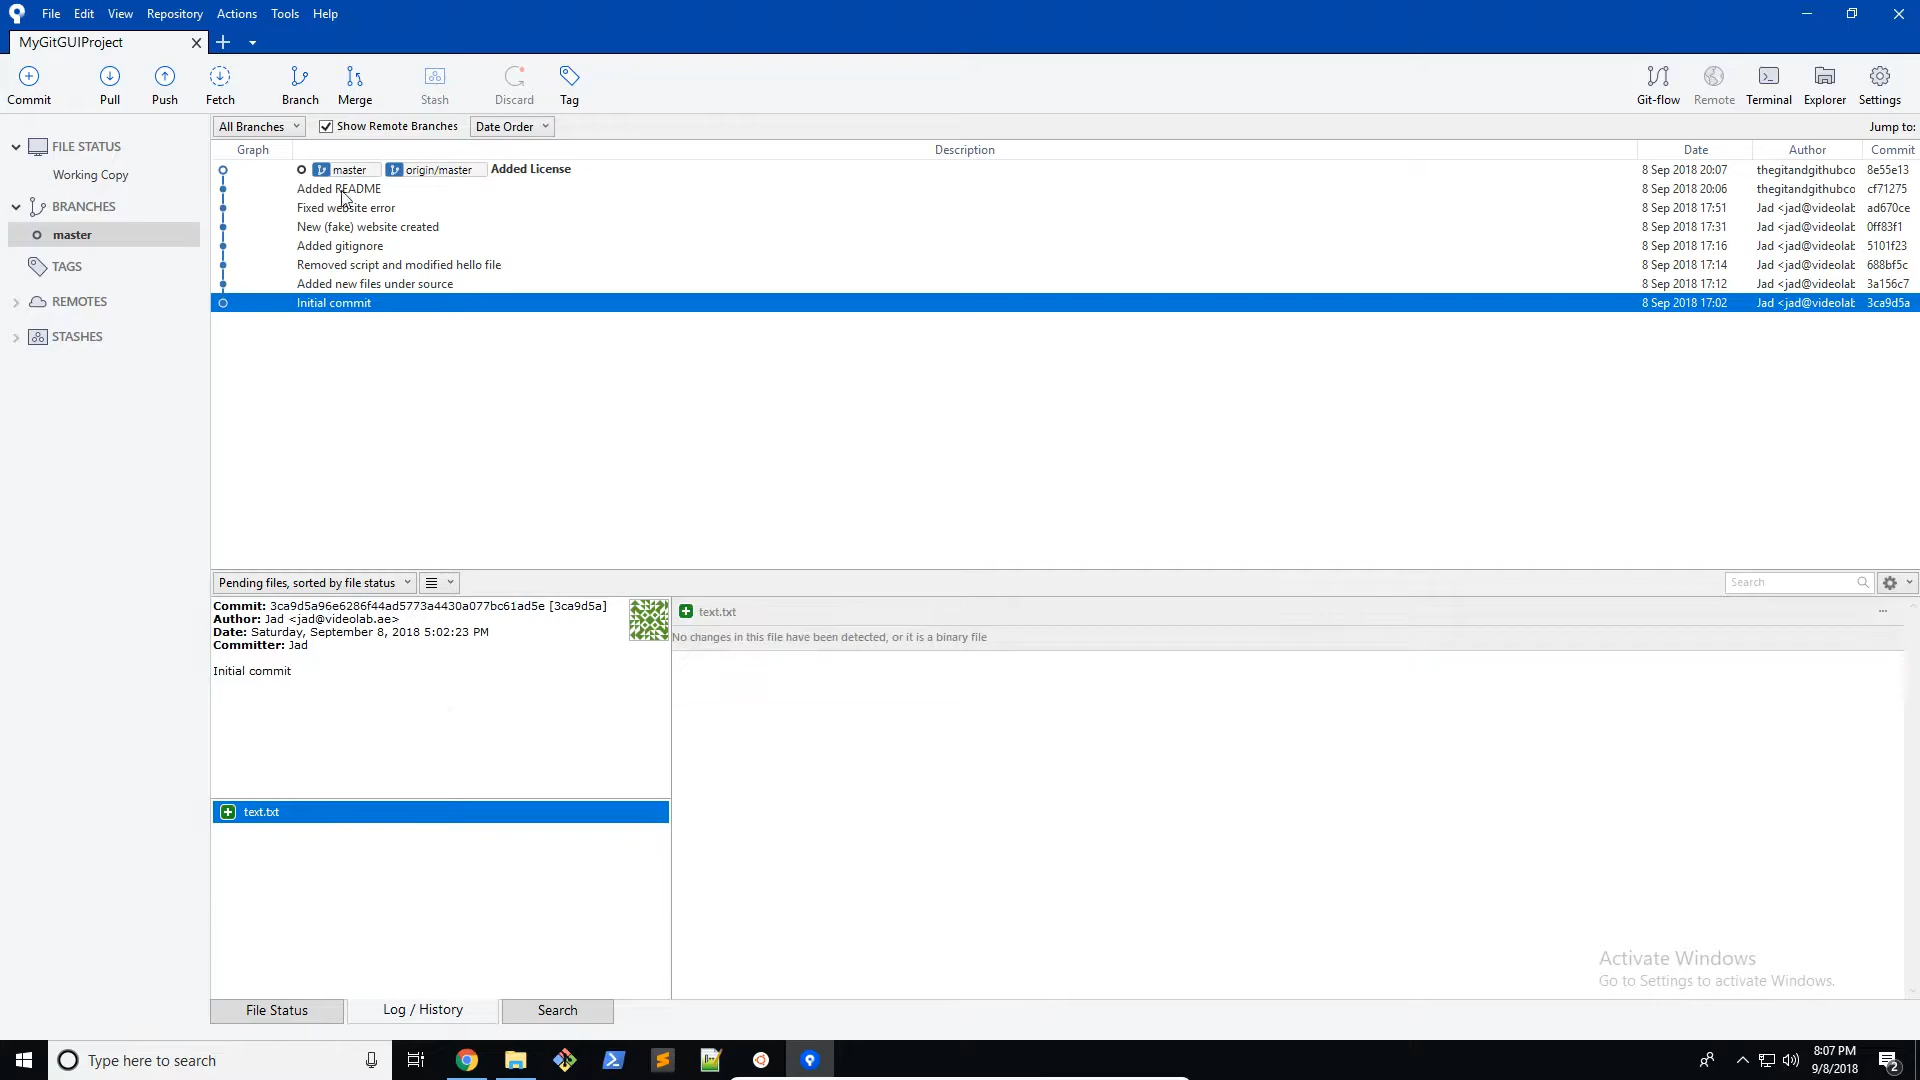 File Edit View Repository Actions Tools Help
MyGitGUIProject
Commit Pull Push Fetch Branch Merge Stash Discard Tag Git-flow Remote Terminal Explorer Settings
FILE STATUS
Working Copy
BRANCHES
master
TAGS
REMOTES
STASHES
All Branches Show Remote Branches Date Order Jump to:
Graph Description Date Author Commit
master origin/master Added License 8 Sep 2018 20:07 thegitandgithubco 8e55e13
Added README 8 Sep 2018 20:06 thegitandgithubco cf71275
Fixed website error 8 Sep 2018 17:51 Jad <jad@videolab ad670ce
New (fake) website created 8 Sep 2018 17:31 Jad <jad@videolab 0ff83f1
Added gitignore 8 Sep 2018 17:16 Jad <jad@videolab 5101f23
Removed script and modified hello file 8 Sep 2018 17:14 Jad <jad@videolab 688bf5c
Added new files under source 8 Sep 2018 17:12 Jad <jad@videolab 3a156c7
Initial commit 8 Sep 2018 17:02 Jad <jad@videolab 3ca9d5a
Pending files, sorted by file status Search
Commit: 3ca9d5a96e6286f44ad5773a4430a077bc61ad5e [3ca9d5a]
Author: Jad <jad@videolab.ae>
Date: Saturday, September 8, 2018 5:02:23 PM
Committer: Jad
Initial commit
text.txt
text.txt
No changes in this file have been detected, or it is a binary file
Activate Windows
Go to Settings to activate Windows.
File Status Log / History Search
Type here to search
8:07 PM
9/8/2018
2